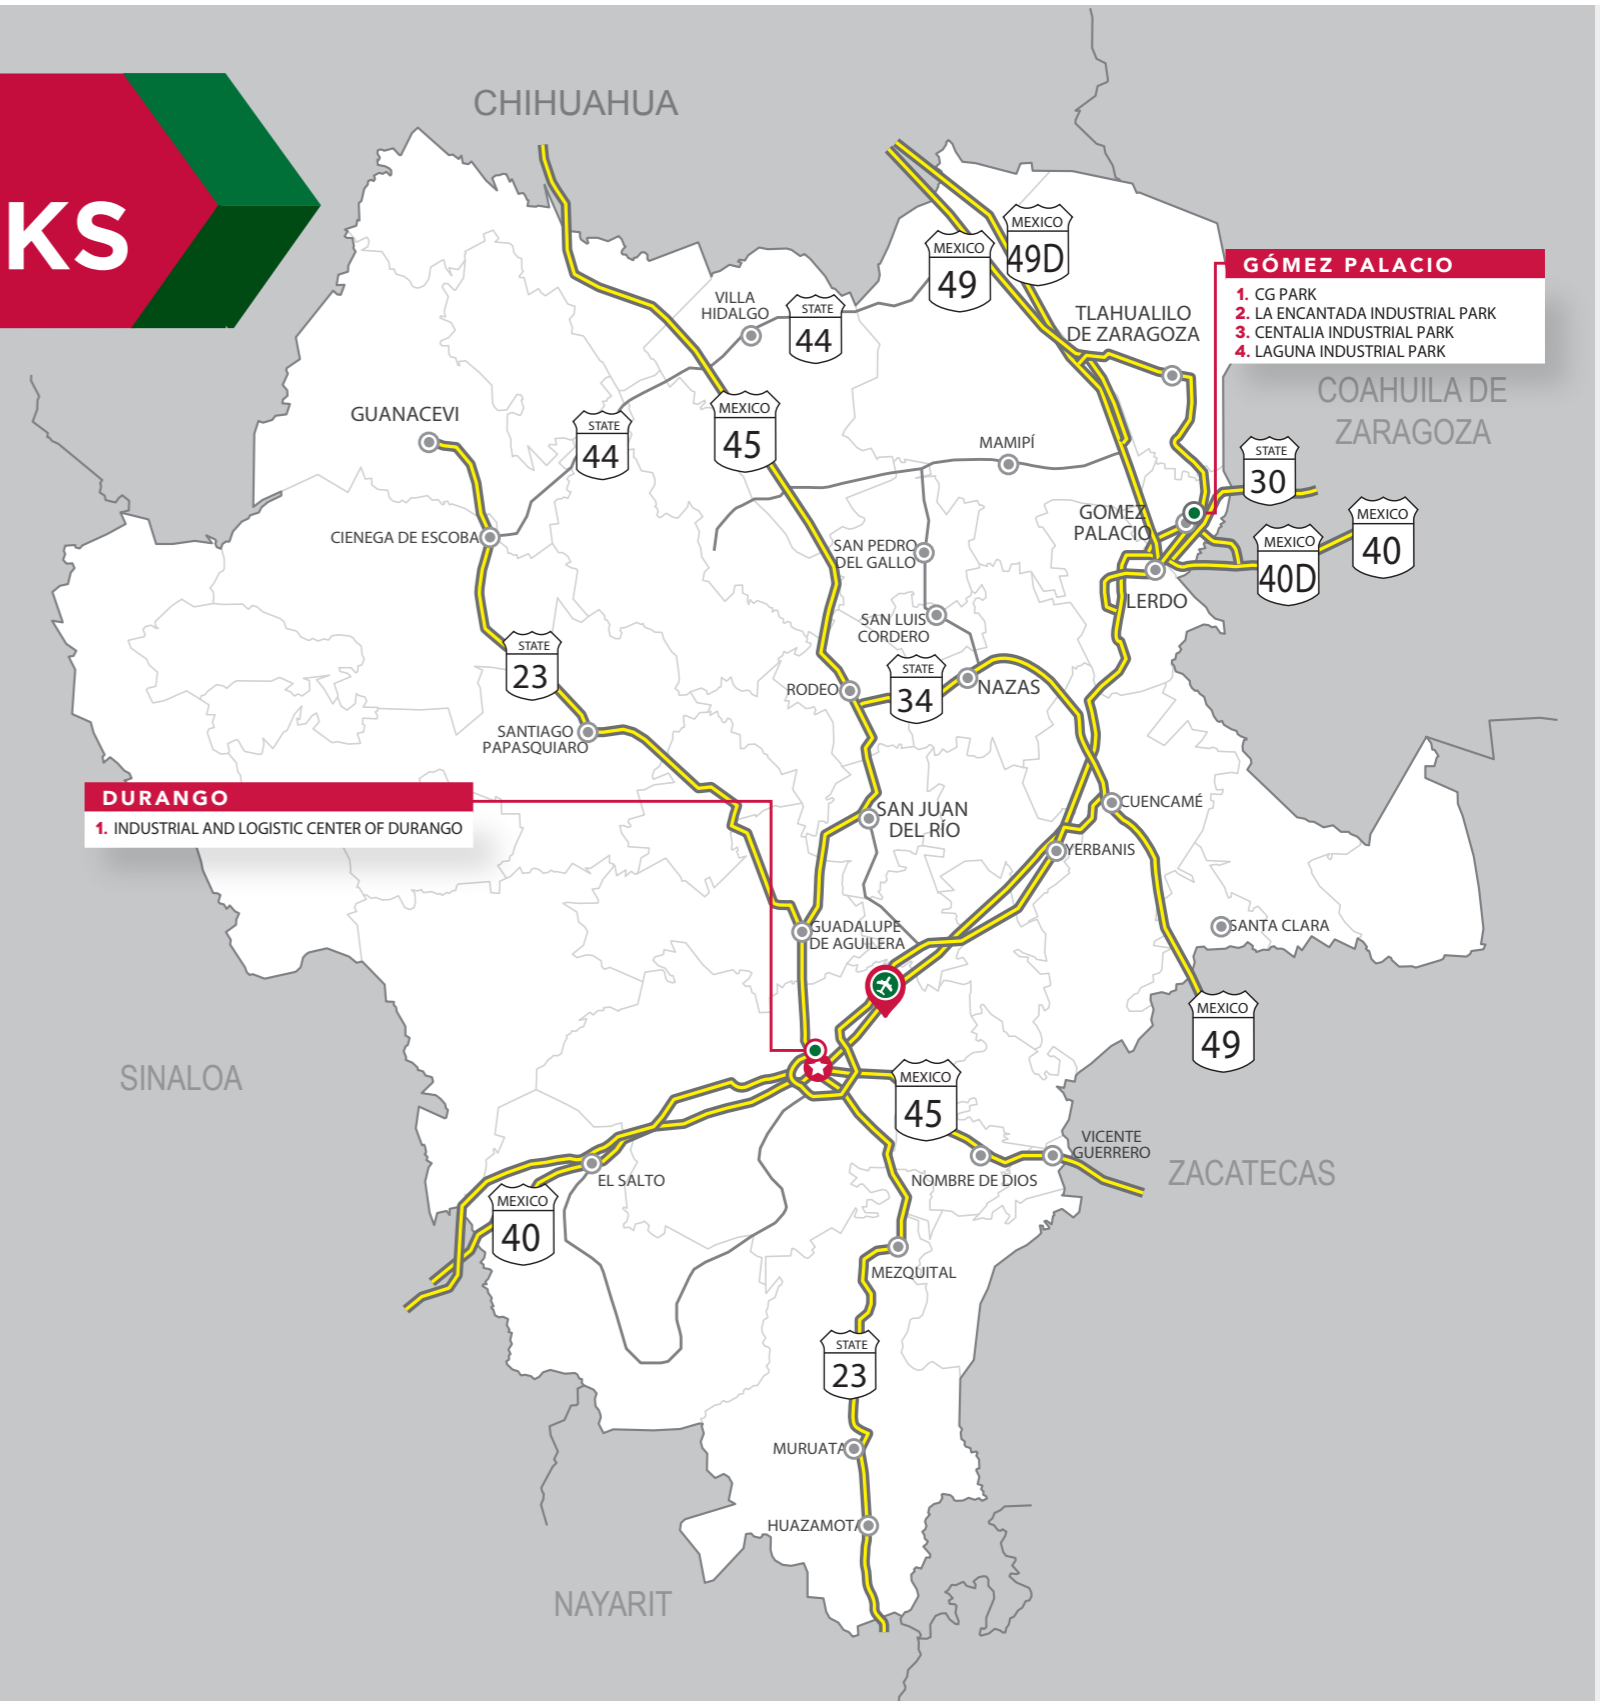 KS
CHIHUAHUA
MEXICO
49D
MEXICO
49
GÓMEZ PALACIO
1. CG PARK
2. LA ENCANTADA INDUSTRIAL PARK
3. CENTALIA INDUSTRIAL PARK
4. LAGUNA INDUSTRIAL PARK
VILLA
HIDALGO
STATE
44
TLAHUALILO
DE ZARAGOZA
COAHUILA DE
ZARAGOZA
GUANACEVI
STATE
44
MEXICO
45
MAMIPÍ
STATE
30
GOMEZ
PALACIO
MEXICO
40
MEXICO
40D
CIENEGA DE ESCOBA
SAN PEDRO
DEL GALLO
LERDO
SAN LUIS
CORDERO
STATE
23
STATE
34
NAZAS
RODEO
SANTIAGO
PAPASQUIARO
DURANGO
1. INDUSTRIAL AND LOGISTIC CENTER OF DURANGO
SAN JUAN
DEL RÍO
CUENCAMÉ
YERBANIS
GUADALUPE
DE AGUILERA
SANTA CLARA
MEXICO
49
SINALOA
MEXICO
45
VICENTE
GUERRERO
ZACATECAS
NOMBRE DE DIOS
EL SALTO
MEXICO
40
MEZQUITAL
STATE
23
MURUATA
HUAZAMOTA
NAYARIT